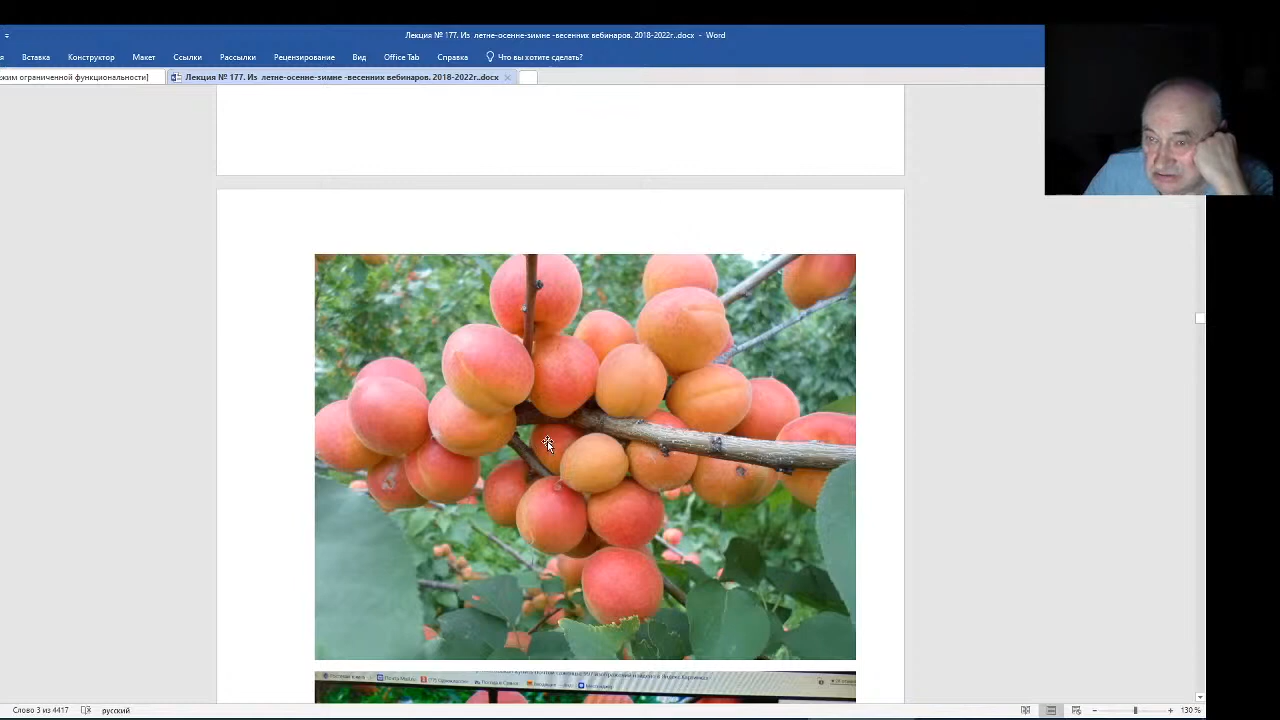 Лекция № 177. Из летне-осенне-зимне -весенних вебинаров. 2018-2022г..docx - Word
Вставка Конструктор Макет Ссылки Рассылки Рецензирование Вид Office Tab Справка Что вы хотите сделать?
жим ограниченной функциональности] Лекция № 177. Из летне-осенне-зимне -весенних вебинаров. 2018-2022г..docx
Слово 3 из 4417 русский 130 %